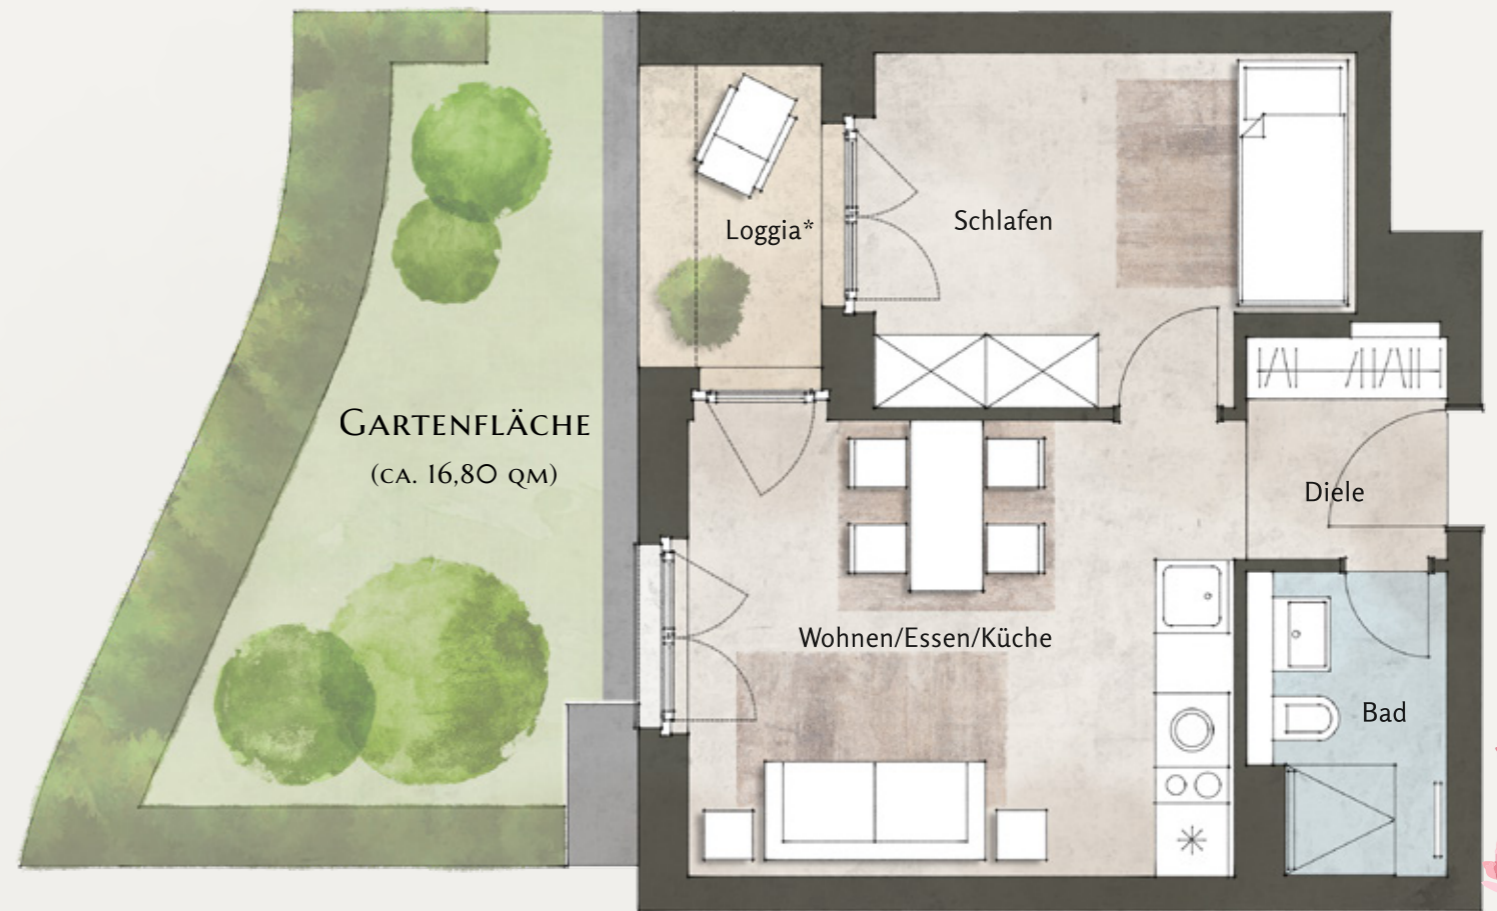 Loggia*
Schlafen
GARTENFLÄCHE
(CA. 16,80 QM)
Diele
Wohnen/Essen/Küche
Bad